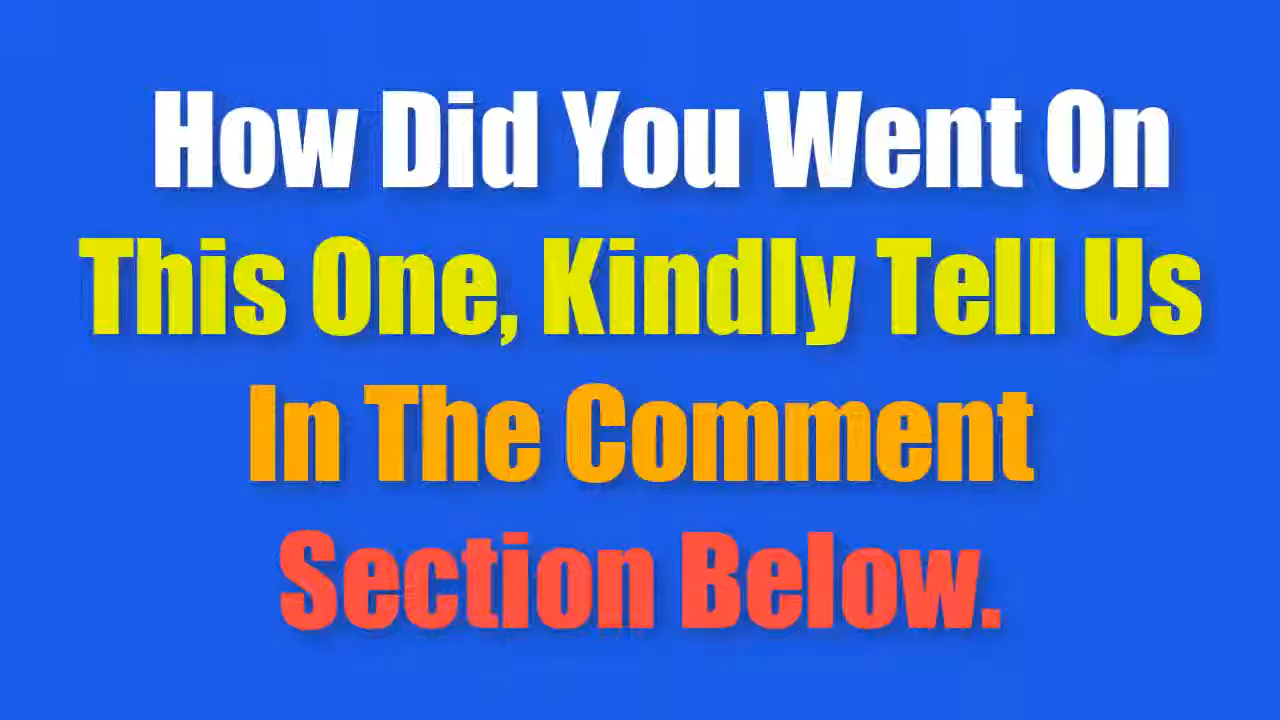 How Did You Went On
This One, Kindly Tell Us
In The Comment
Section Below.